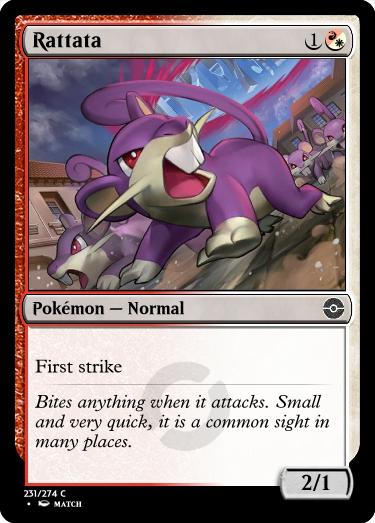 Rattata 1
Pokémon — Normal
First strike
Bites anything when it attacks. Small
and very quick, it is a common sight in
many places.
2/1
231/274 C
• MATCH